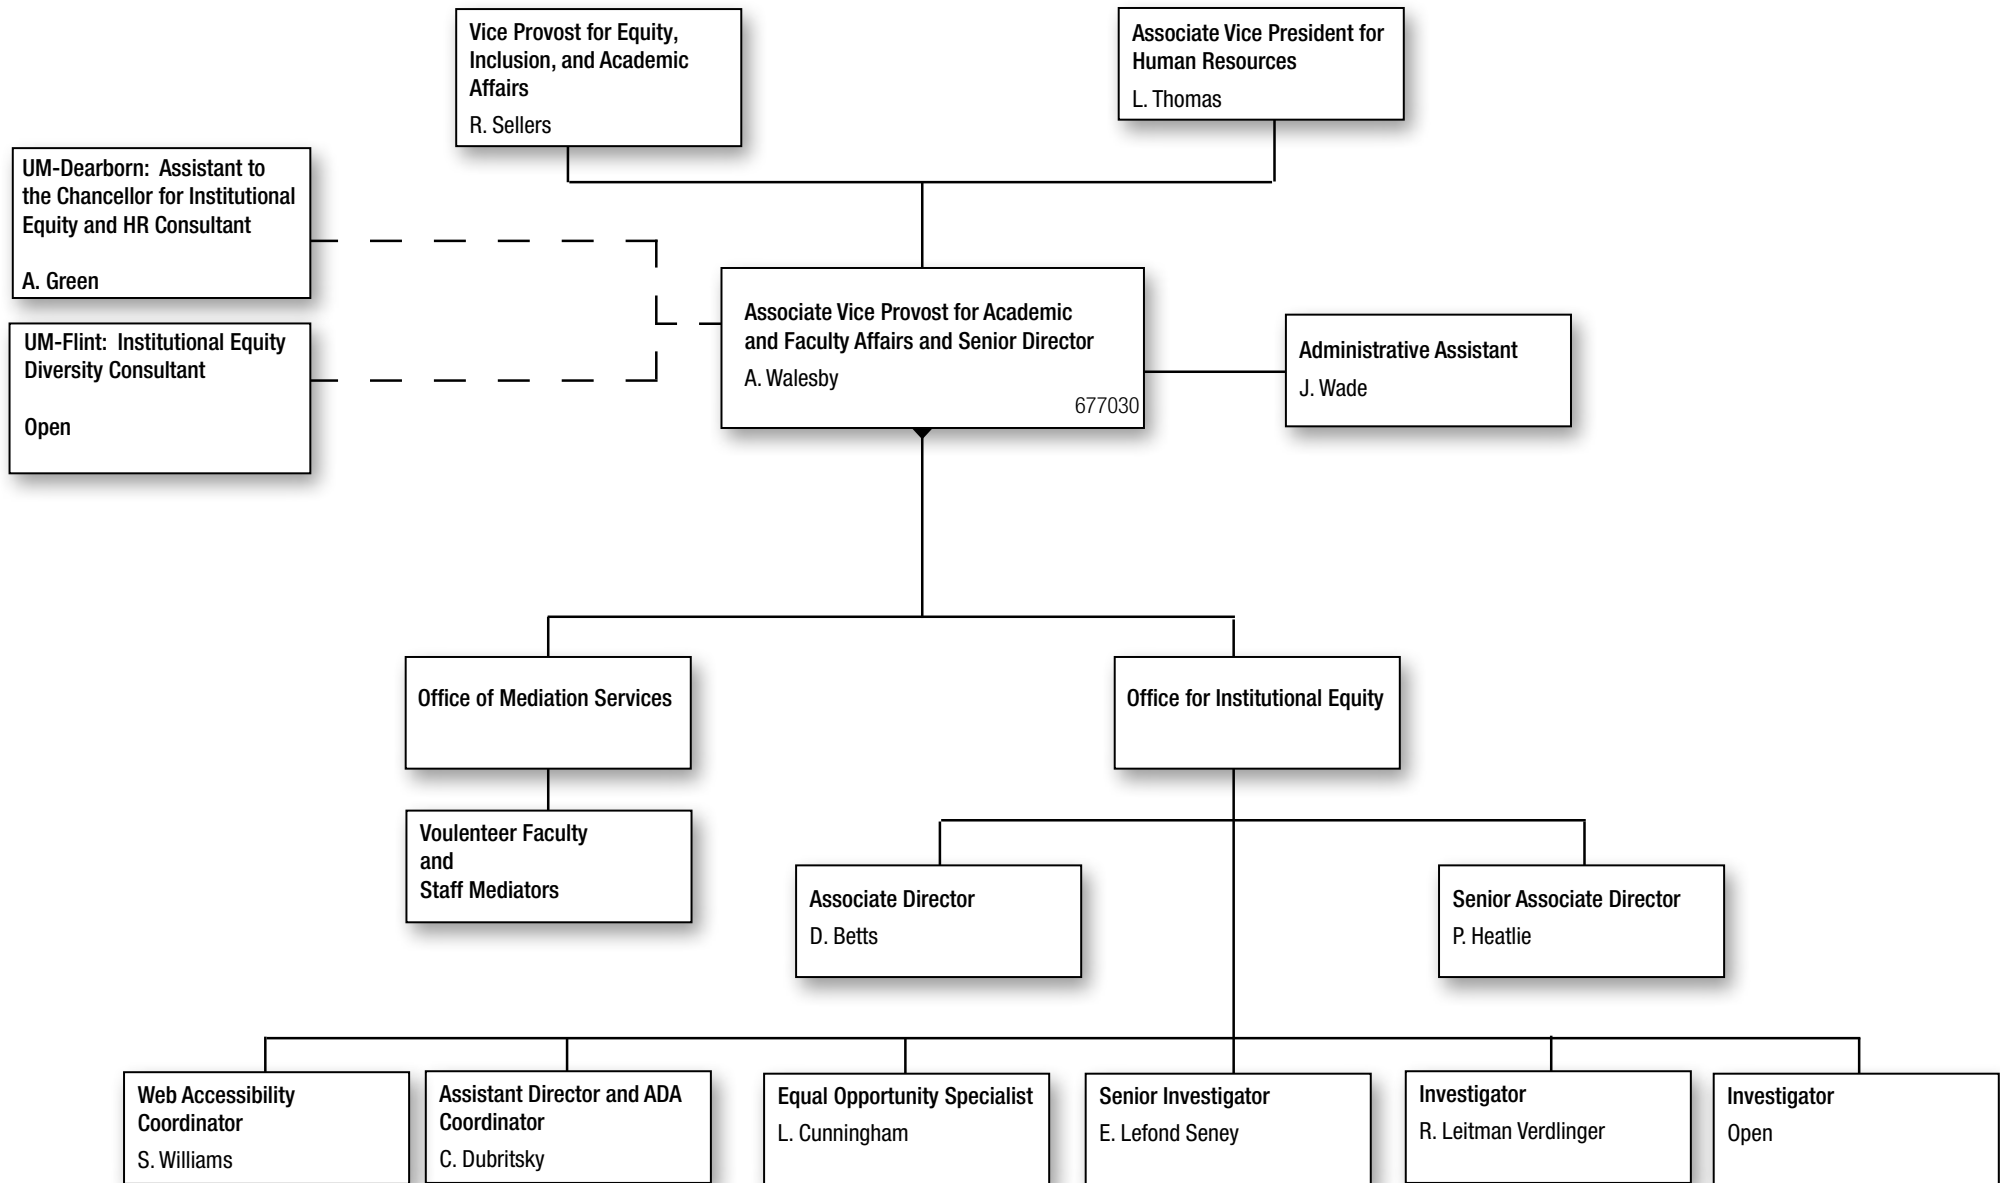 Vice Provost for Equity,
Inclusion, and Academic
Affairs
R. Sellers
Associate Vice President for
Human Resources
L. Thomas
UM-Dearborn:  Assistant to
the Chancellor for Institutional
Equity and HR Consultant
A. Green
UM-Flint:  Institutional Equity
Diversity Consultant
Open
Associate Vice Provost for Academic
and Faculty Affairs and Senior Director
A. Walesby
677030
Administrative Assistant
J. Wade
Office of Mediation Services
Office for Institutional Equity
Voulenteer Faculty
and
Staff Mediators
Associate Director
D. Betts
Senior Associate Director
P. Heatlie
Web Accessibility
Coordinator
S. Williams
Assistant Director and ADA
Coordinator
C. Dubritsky
Equal Opportunity Specialist
L. Cunningham
Senior Investigator
E. Lefond Seney
Investigator
R. Leitman Verdlinger
Investigator
Open